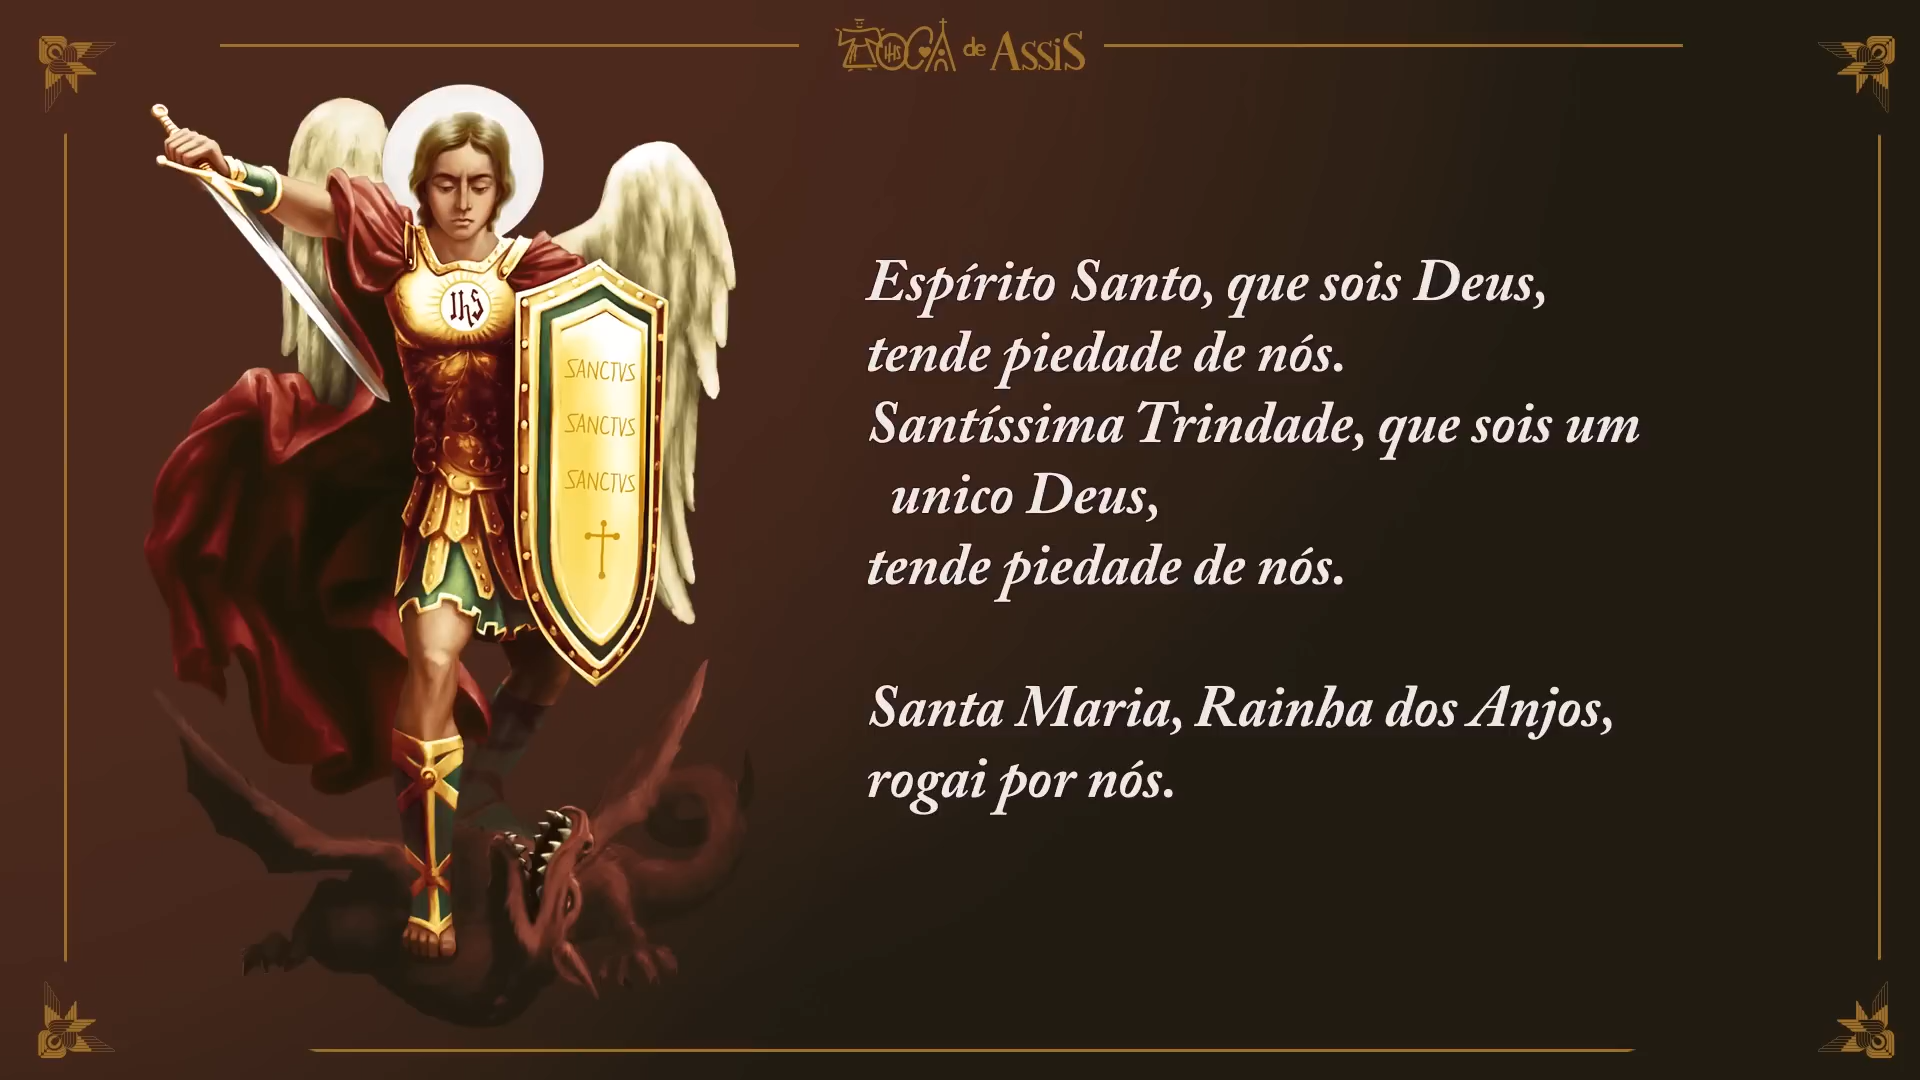 TOCA de Assis
IHS
IHS
SANCTVS
SANCTVS
SANCTVS
Espírito Santo, que sois Deus,
tende piedade de nós.
Santíssima Trindade, que sois um
unico Deus,
tende piedade de nós.
Santa Maria, Rainha dos Anjos,
rogai por nós.